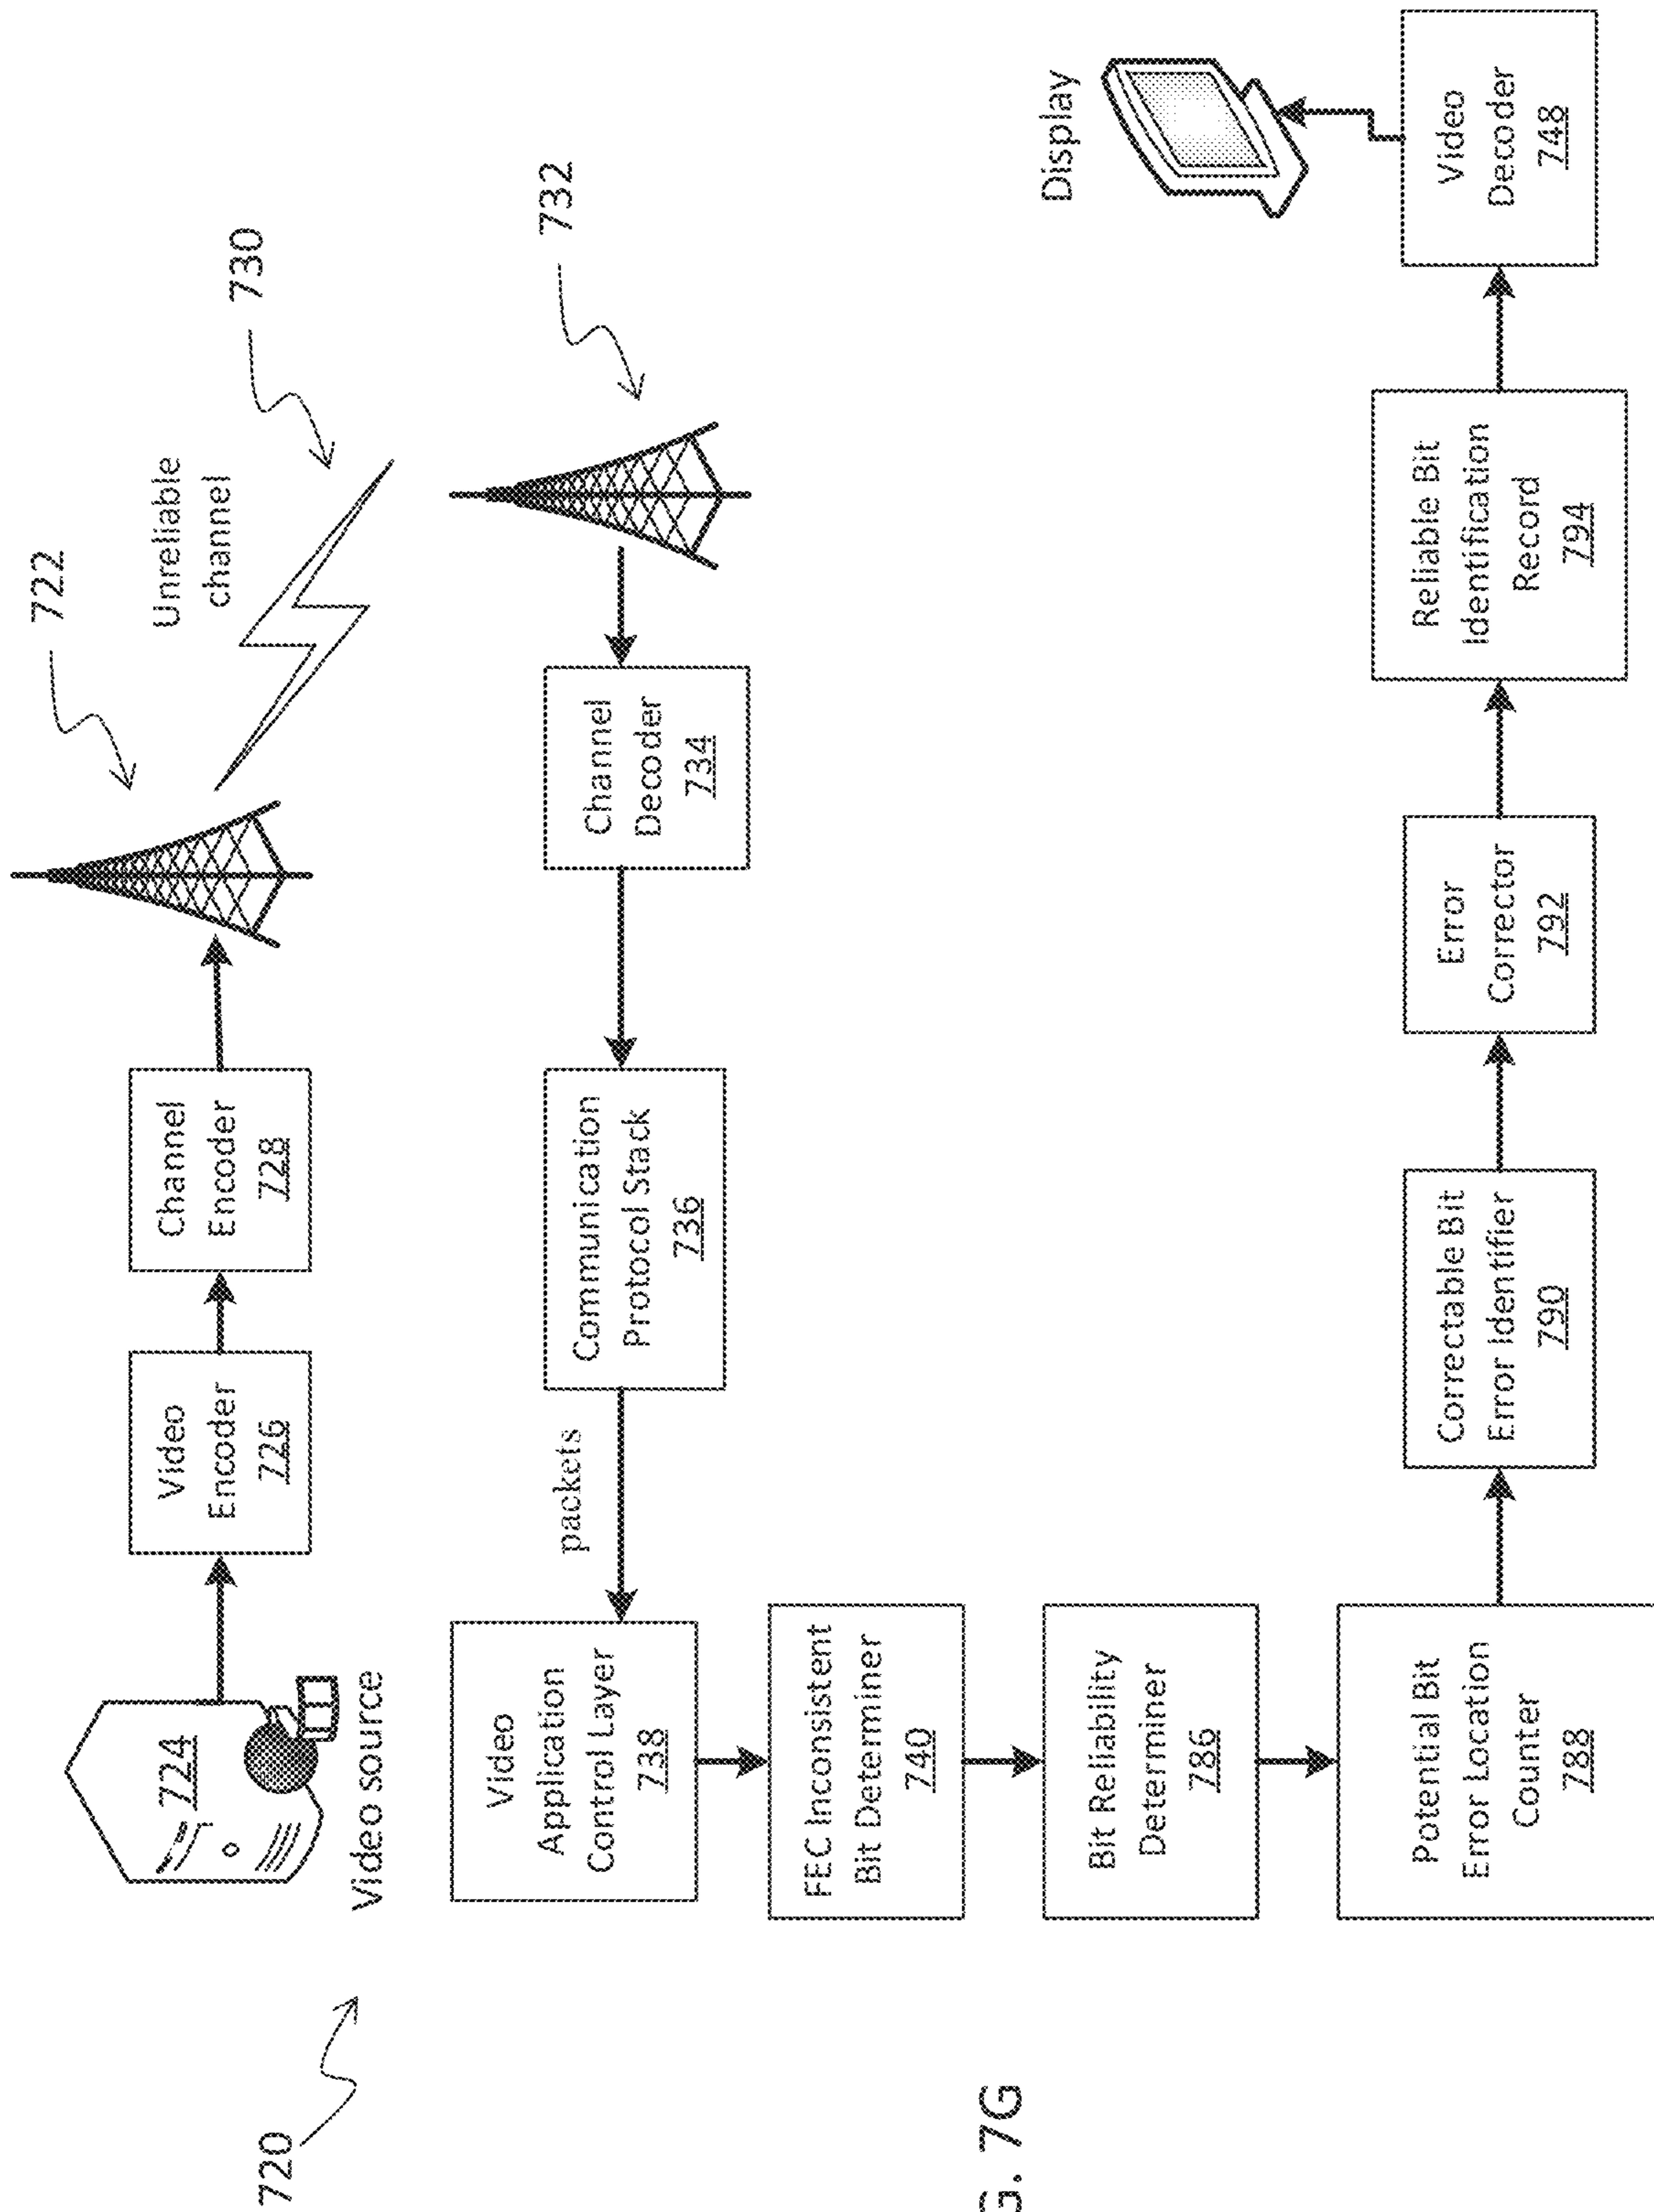 720
724
Video source
Video
Encoder
726
Channel
Encoder
728
722
Unreliable
channel
730
732
Channel
Decoder
734
Communication
Protocol Stack
736
packets
Video
Application
Control Layer
738
FEC Inconsistent
Bit Determiner
740
Bit Reliability
Determiner
786
Potential Bit
Error Location
Counter
788
Correctable Bit
Error Identifier
790
Error
Corrector
792
Reliable Bit
Identification
Record
794
Video
Decoder
748
Display
G. 7G